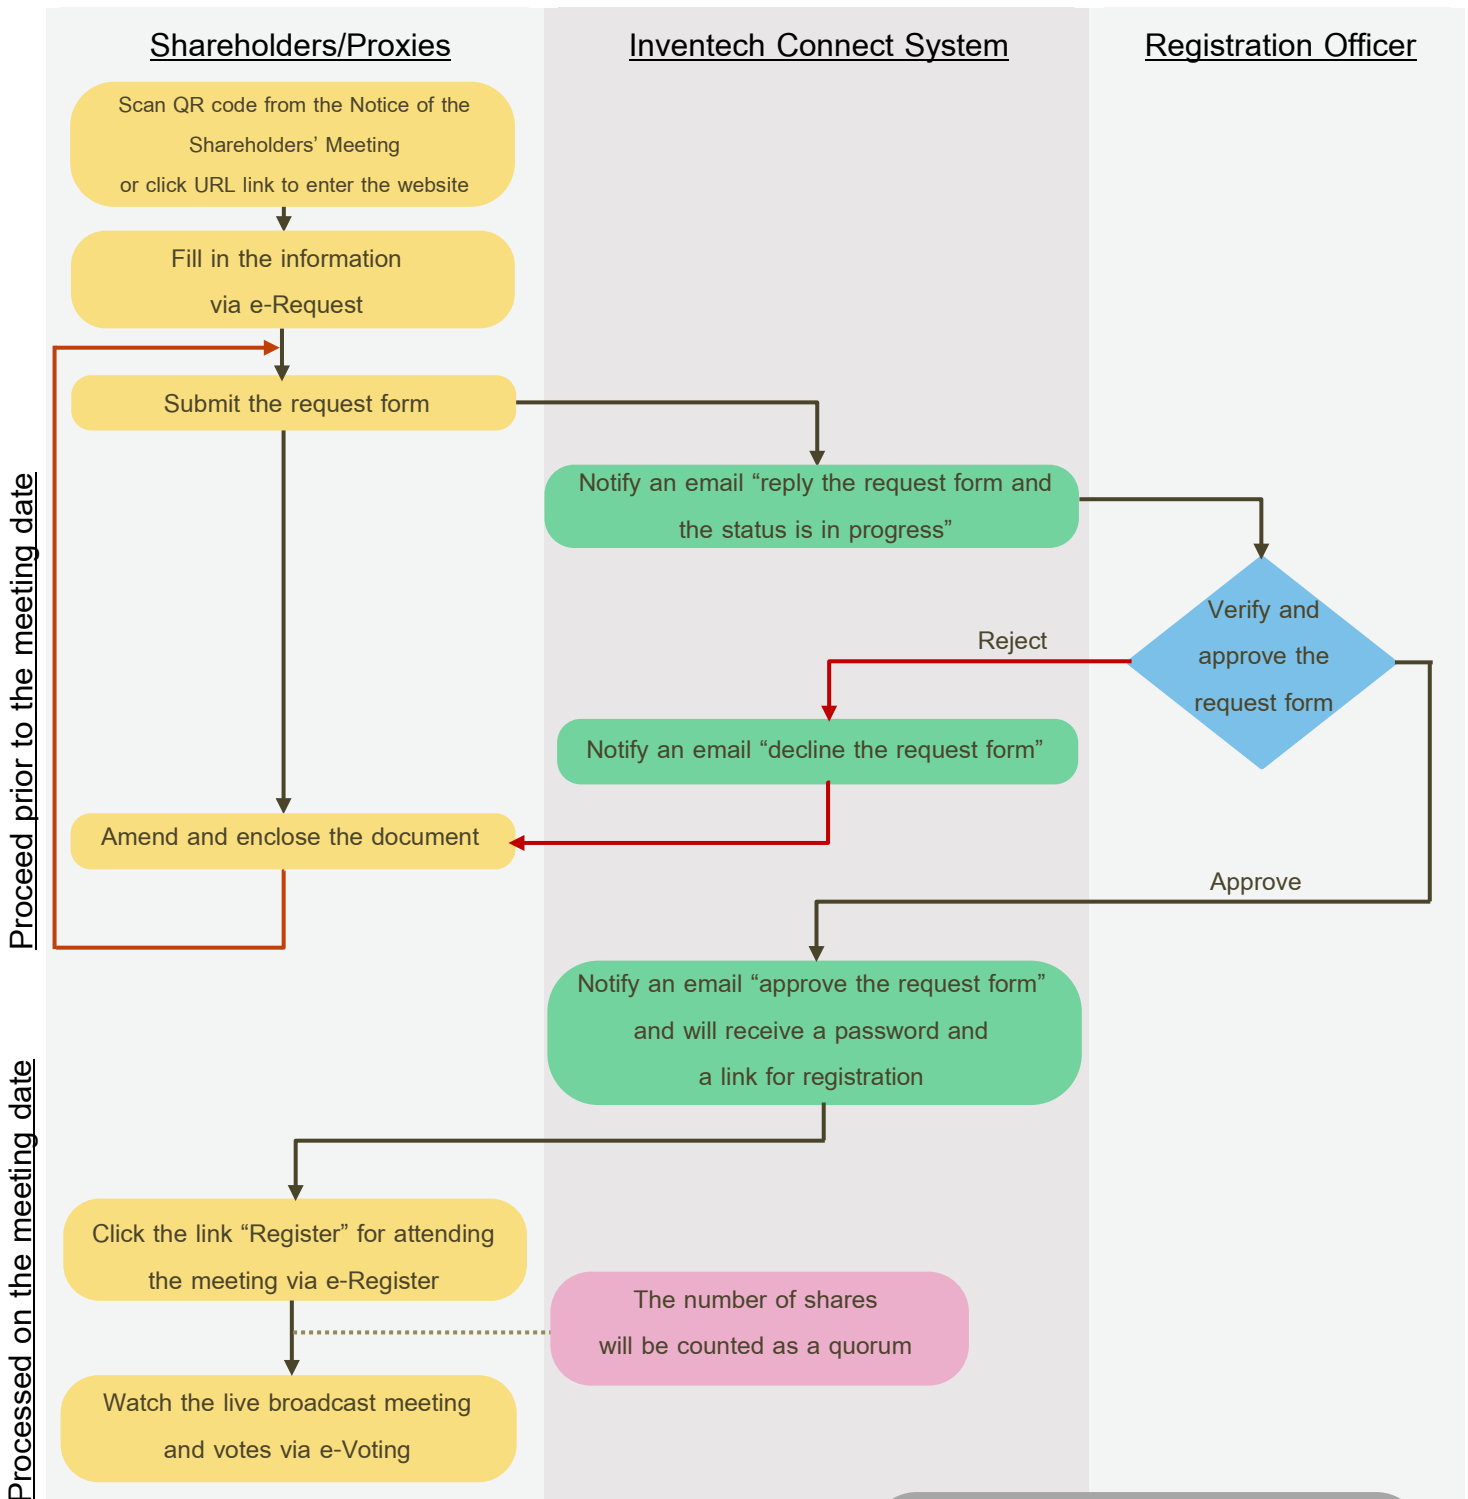 Shareholders/Proxies
Inventech Connect System
Registration Officer
Scan QR code from the Notice of the
Shareholders’ Meeting
or click URL link to enter the website
Fill in the information
via e-Request
Submit the request form
Notify an email “reply the request form and
the status is in progress”
Verify and
approve the
request form
Reject
Notify an email “decline the request form”
Amend and enclose the document
Approve
Notify an email “approve the request form”
and will receive a password and
a link for registration
Click the link “Register” for attending
the meeting via e-Register
The number of shares
will be counted as a quorum
Watch the live broadcast meeting
and votes via e-Voting
Proceed prior to the meeting date
Processed on the meeting date